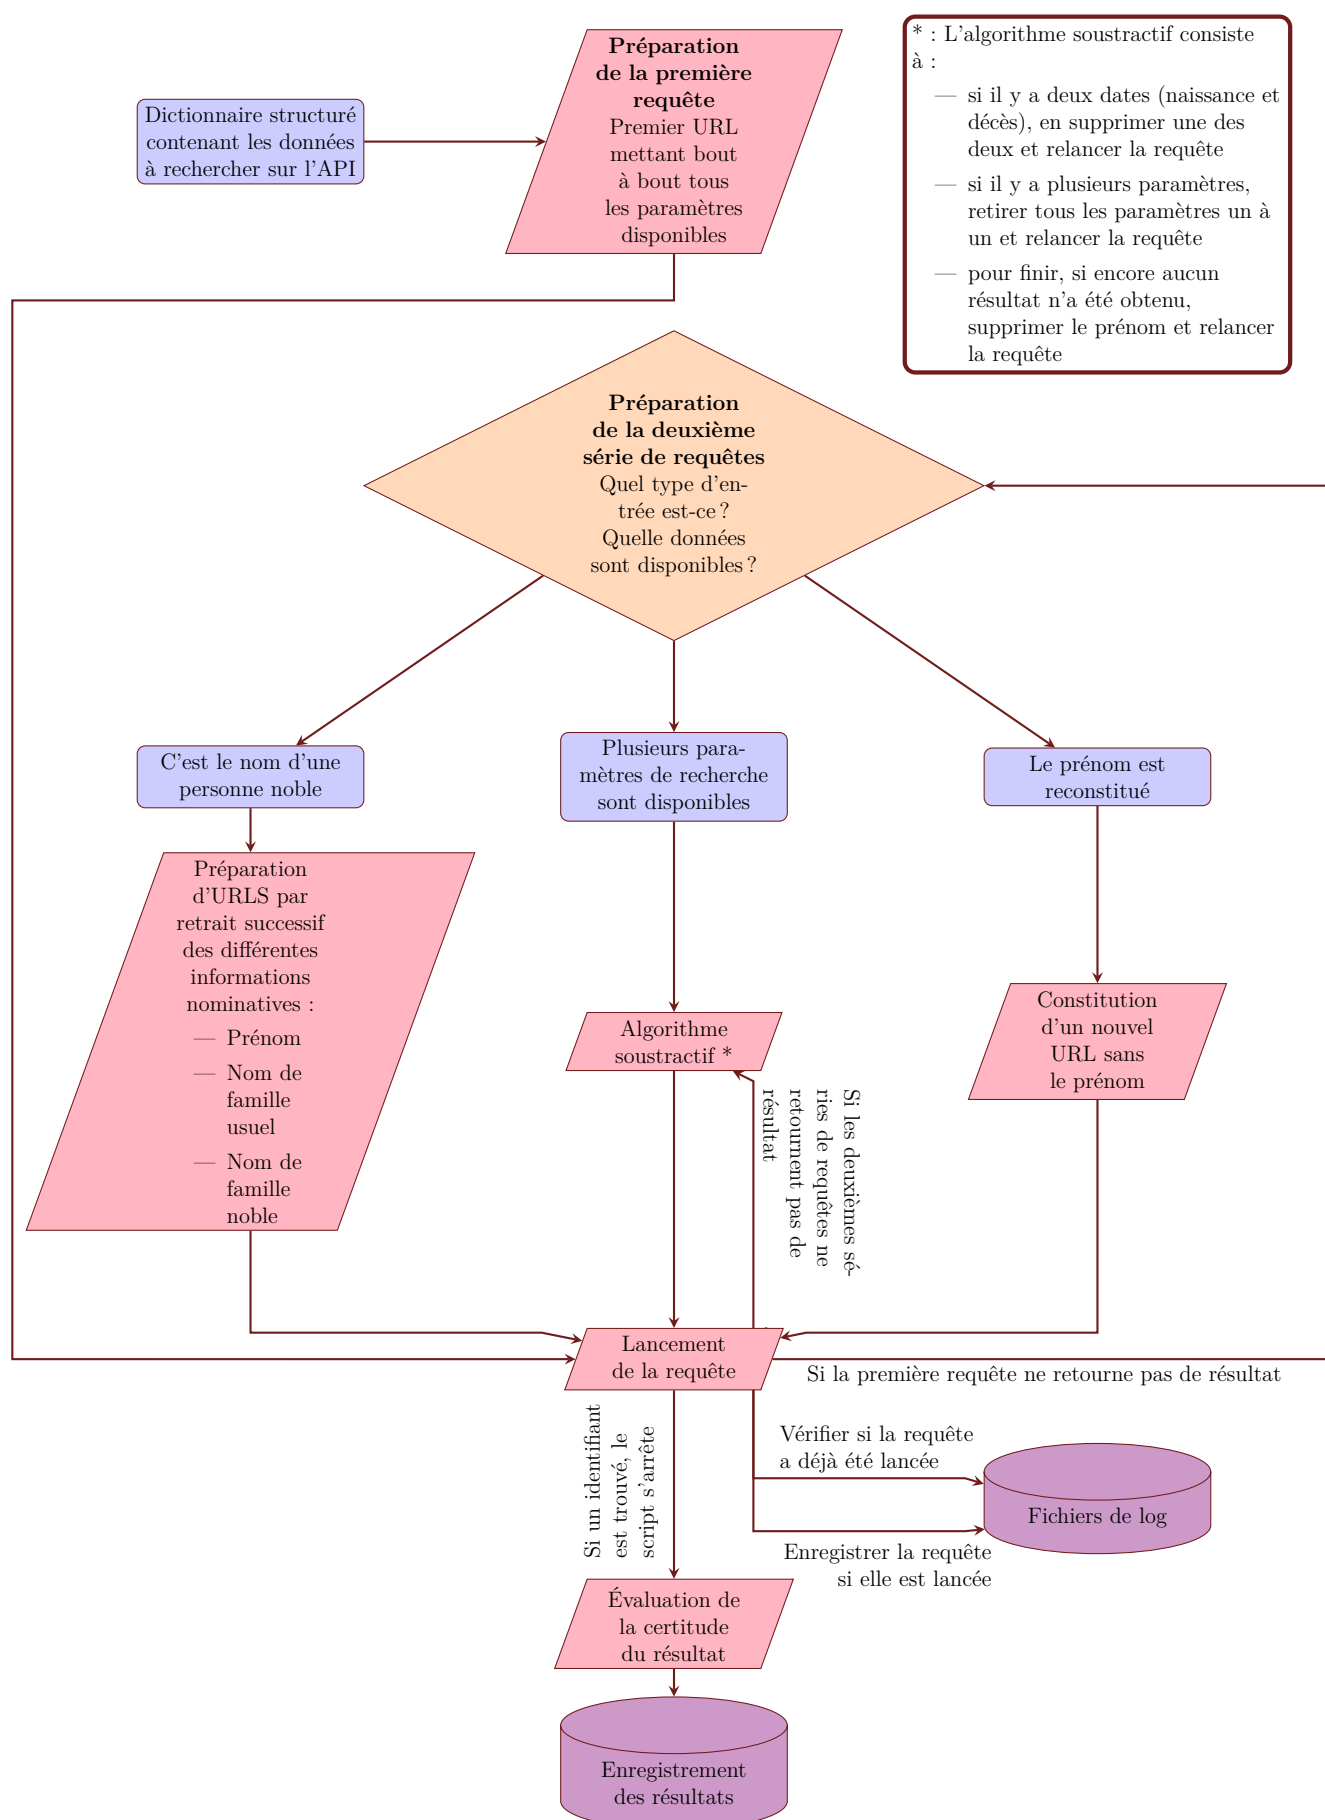 Dictionnaire structuré
contenant les données
à rechercher sur l'API
Préparation
de la première
requête
Premier URL
mettant bout
à bout tous
les paramètres
disponibles
* : L'algorithme soustractif consiste
à :
— si il y a deux dates (naissance et
décès), en supprimer une des
deux et relancer la requête
— si il y a plusieurs paramètres,
retirer tous les paramètres un à
un et relancer la requête
— pour finir, si encore aucun
résultat n'a été obtenu,
supprimer le prénom et relancer
la requête
Préparation
de la deuxième
série de requêtes
Quel type d'en-
trée est-ce ?
Quelle données
sont disponibles ?
C'est le nom d'une
personne noble
Plusieurs para-
mètres de recherche
sont disponibles
Le prénom est
reconstitué
Préparation
d'URLS par
retrait successif
des différentes
informations
nominatives :
— Prénom
— Nom de
famille
usuel
— Nom de
famille
noble
Algorithme
soustractif *
Constitution
d'un nouvel
URL sans
le prénom
Si les deuxièmes sé-
ries de requêtes ne
retournent pas de
résultat
Lancement
de la requête
Si la première requête ne retourne pas de résultat
Si un identifiant
est trouvé, le
script s'arrête
Vérifier si la requête
a déjà été lancée
Fichiers de log
Enregistrer la requête
si elle est lancée
Évaluation de
la certitude
du résultat
Enregistrement
des résultats